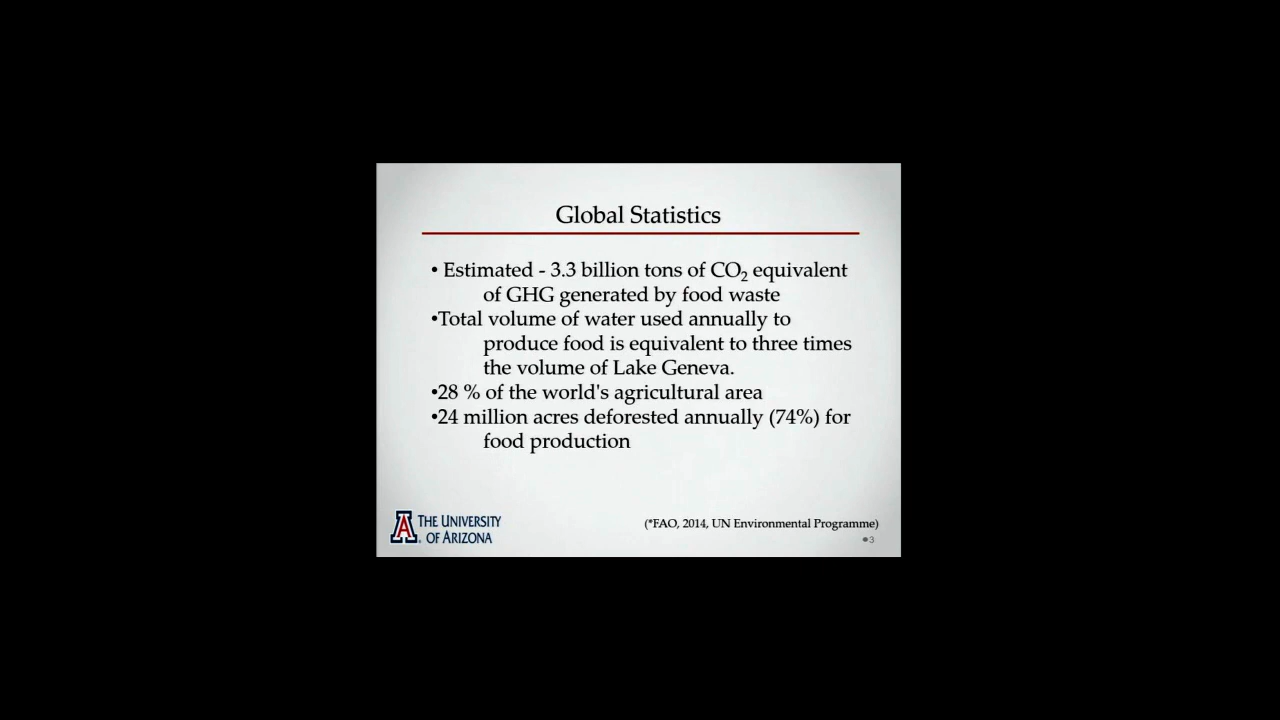 Global Statistics
• Estimated - 3.3 billion tons of CO₂ equivalent
of GHG generated by food waste
•Total volume of water used annually to
produce food is equivalent to three times
the volume of Lake Geneva.
•28 % of the world's agricultural area
•24 million acres deforested annually (74%) for
food production
A
THE UNIVERSITY
OF ARIZONA
(*FAO, 2014, UN Environmental Programme)
●3